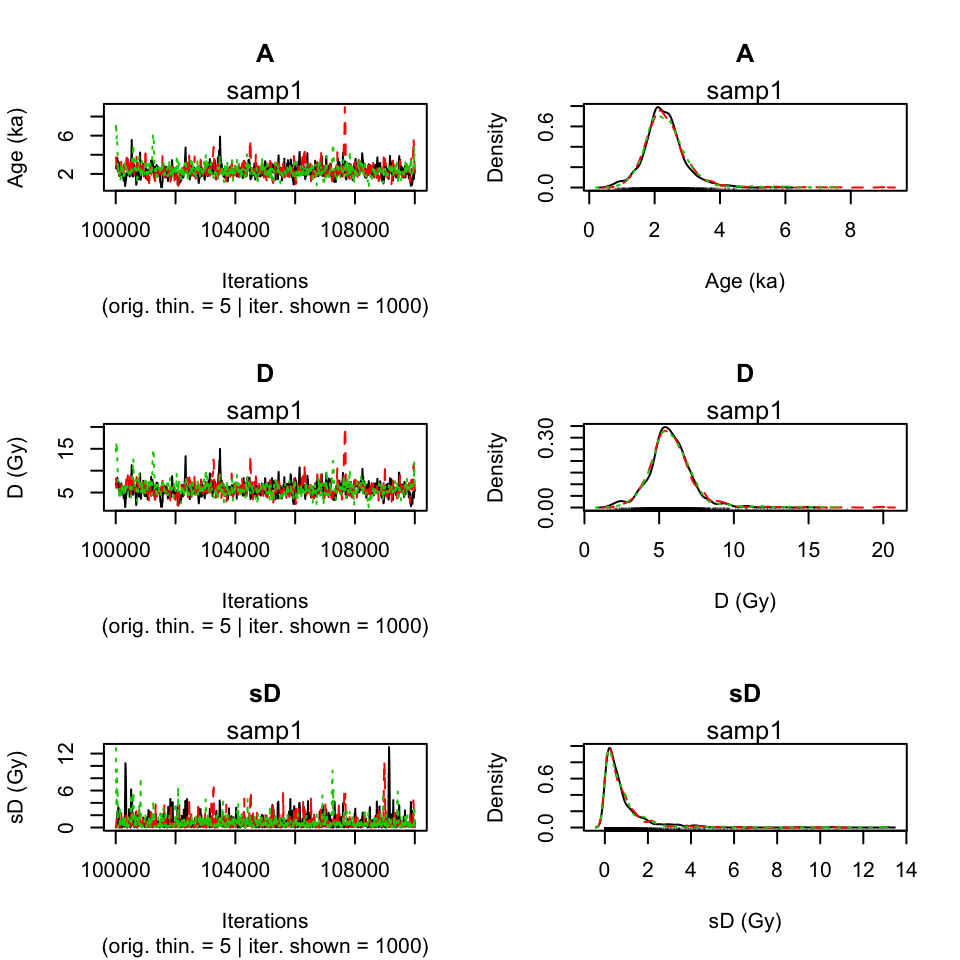 A
samp1
Age (ka)
6
2
100000 104000 108000
Iterations
(orig. thin. = 5 | iter. shown = 1000)
A
samp1
Density
0.6
0.0
0 2 4 6 8
Age (ka)
D
samp1
D (Gy)
15
5
100000 104000 108000
Iterations
(orig. thin. = 5 | iter. shown = 1000)
D
samp1
Density
0.30
0.00
0 5 10 15 20
D (Gy)
sD
samp1
sD (Gy)
12
6
0
100000 104000 108000
Iterations
(orig. thin. = 5 | iter. shown = 1000)
sD
samp1
Density
0.6
0.0
0 2 4 6 8 10 12 14
sD (Gy)